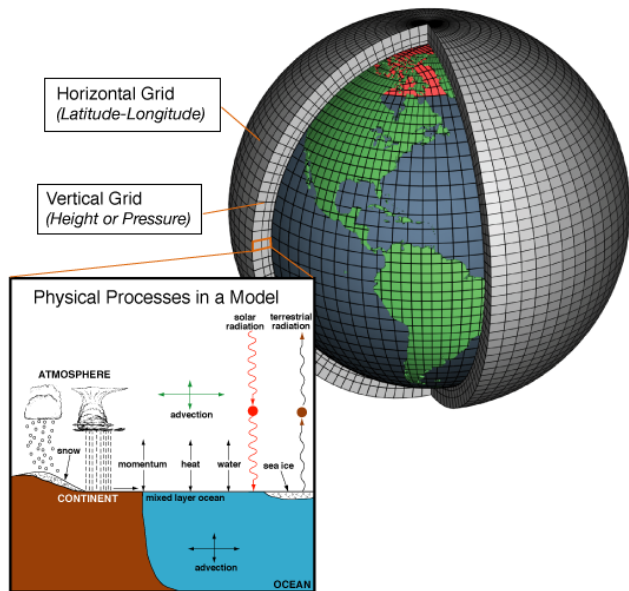 Horizontal Grid
(Latitude-Longitude)
Vertical Grid
(Height or Pressure)
Physical Processes in a Model
solar
radiation
terrestrial
radiation
ATMOSPHERE
advection
snow
momentum
heat
water
sea ice
CONTINENT
mixed layer ocean
advection
OCEAN